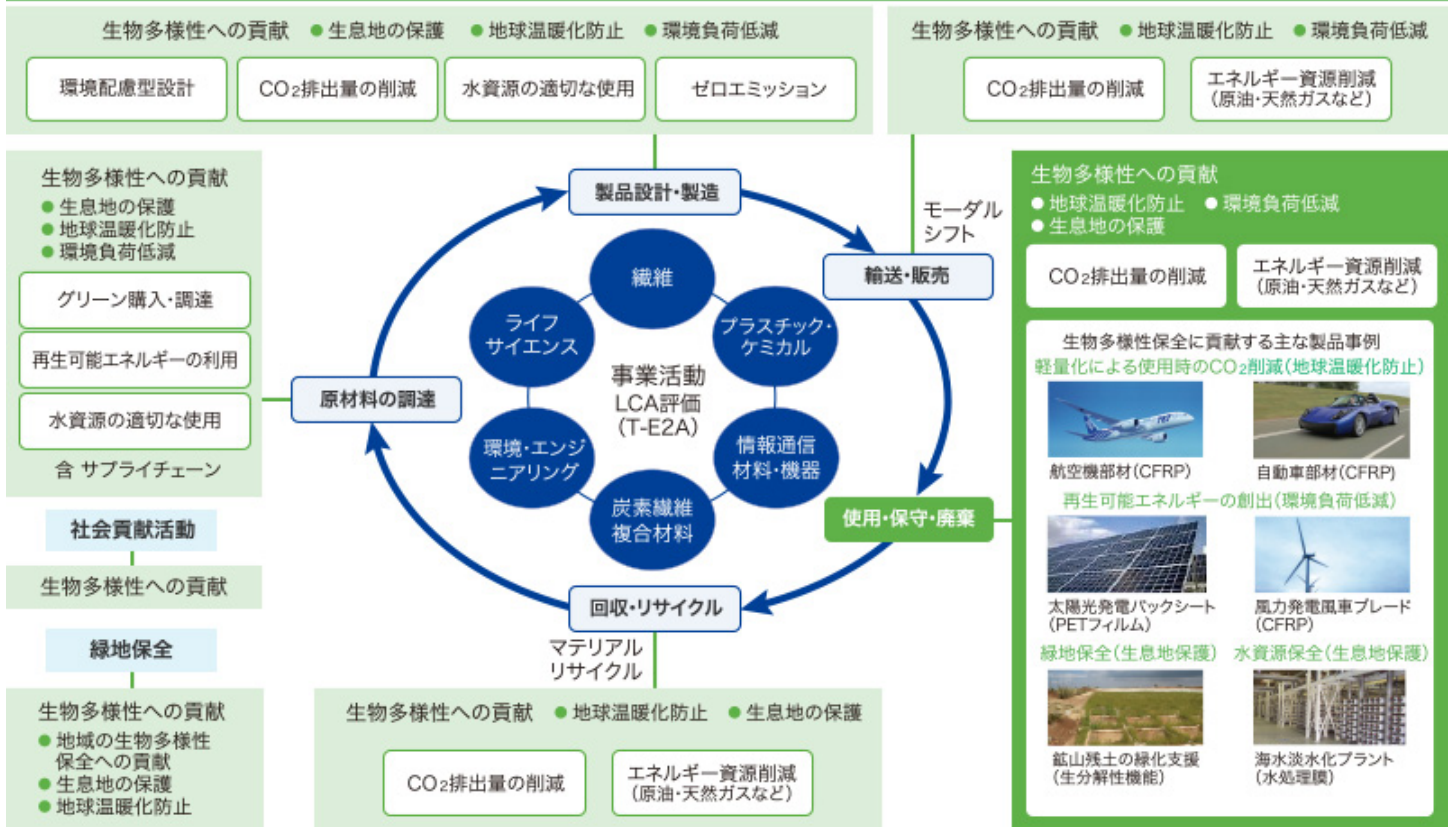 生物多様性への貢献 ●生息地の保護 ●地球温暖化防止 ●環境負荷低減
環境配慮型設計
CO2排出量の削減
水資源の適切な使用
ゼロエミッション
生物多様性への貢献 ●地球温暖化防止 ●環境負荷低減
CO2排出量の削減
エネルギー資源削減
(原油・天然ガスなど)
生物多様性への貢献
●生息地の保護
●地球温暖化防止
●環境負荷低減
グリーン購入・調達
再生可能エネルギーの利用
水資源の適切な使用
含 サプライチェーン
社会貢献活動
生物多様性への貢献
緑地保全
生物多様性への貢献
●地域の生物多様性
保全への貢献
●生息地の保護
●地球温暖化防止
製品設計・製造
モーダル
シフト
輸送・販売
使用・保守・廃棄
回収・リサイクル
マテリアル
リサイクル
原材料の調達
繊維
プラスチック・
ケミカル
情報通信
材料・機器
炭素繊維
複合材料
環境・エンジ
ニアリング
ライフ
サイエンス
事業活動
LCA評価
(T-E2A)
生物多様性への貢献 ●地球温暖化防止 ●生息地の保護
CO2排出量の削減
エネルギー資源削減
(原油・天然ガスなど)
生物多様性への貢献
●地球温暖化防止 ●環境負荷低減
●生息地の保護
CO2排出量の削減
エネルギー資源削減
(原油・天然ガスなど)
生物多様性保全に貢献する主な製品事例
軽量化による使用時のCO2削減(地球温暖化防止)
航空機部材(CFRP)
自動車部材(CFRP)
再生可能エネルギーの創出(環境負荷低減)
太陽光発電バックシート
(PETフィルム)
風力発電風車ブレード
(CFRP)
緑地保全(生息地保護)
水資源保全(生息地保護)
鉱山残土の緑化支援
(生分解性機能)
海水淡水化プラント
(水処理膜)